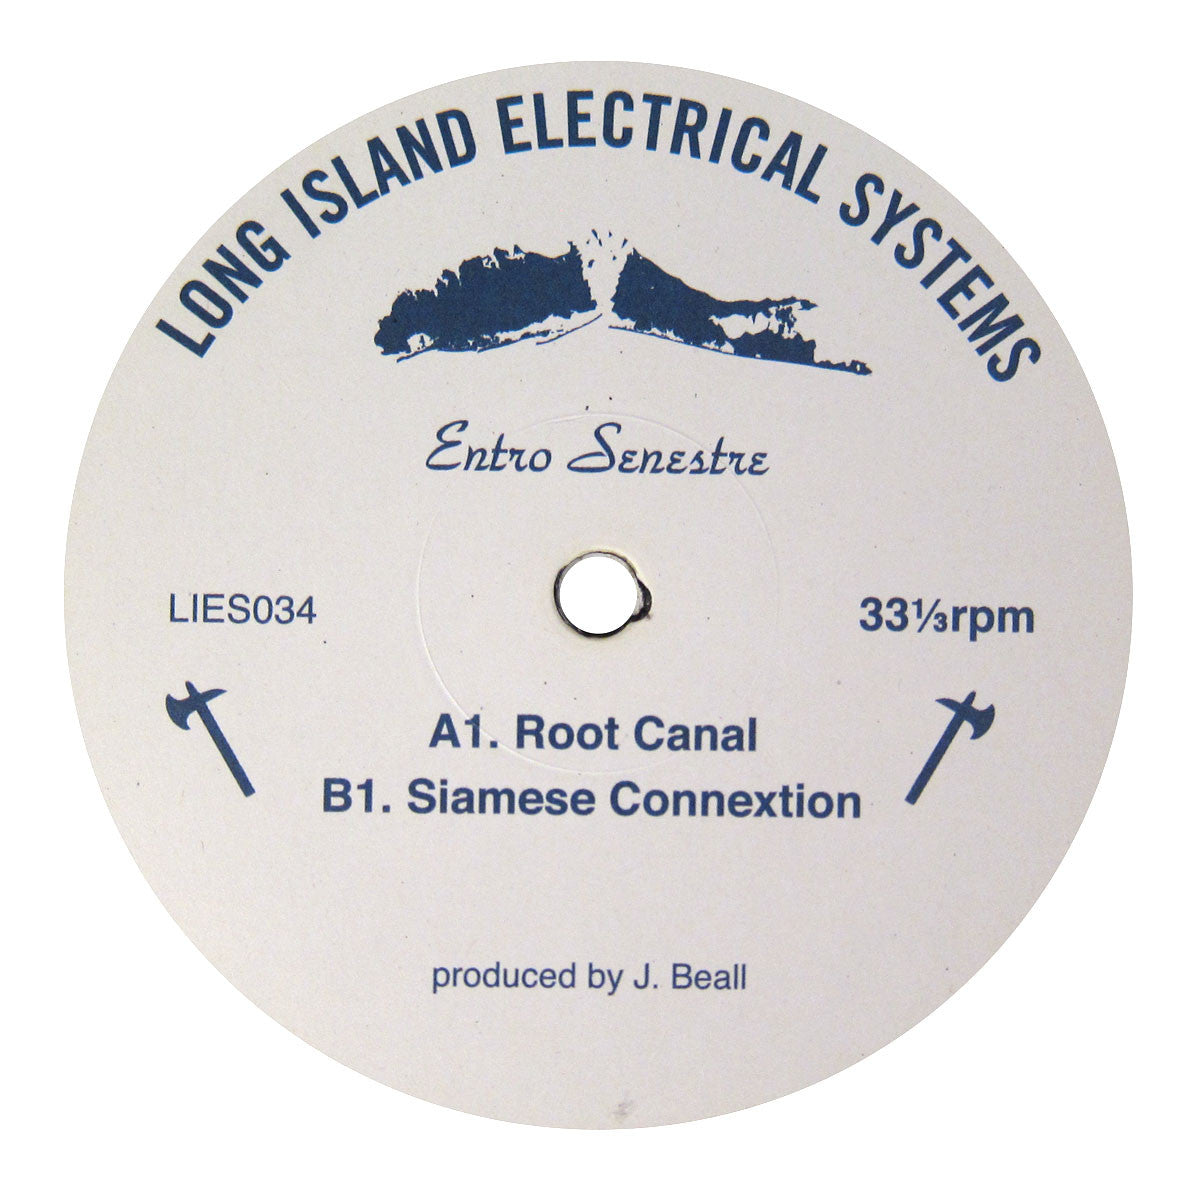 LONG ISLAND ELECTRICAL SYSTEMS
Entro Senestre
LIES034
33⅓rpm
A1. Root Canal
B1. Siamese Connextion
produced by J. Beall